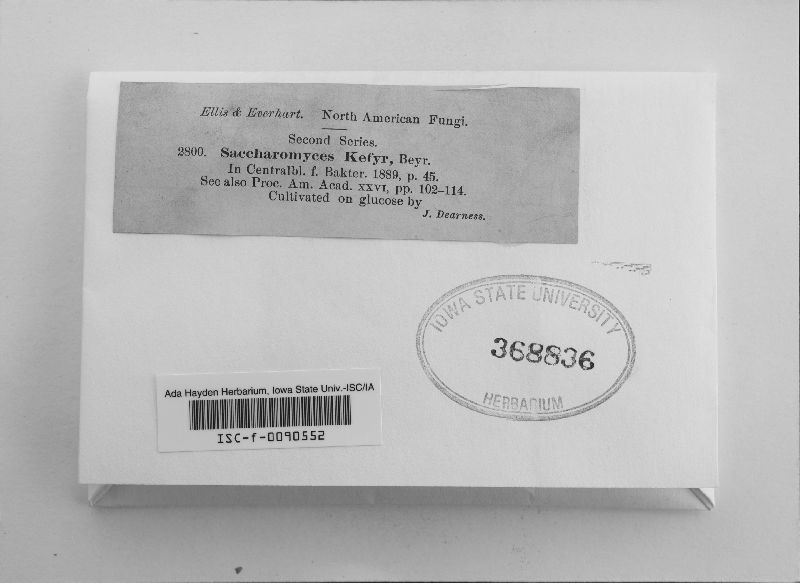 Ellis & Everhart. North American Fungi.
Second Series.
2800. Saccharomyces Kefyr, Beyr.
In Centralbl. f. Bakter. 1889, p. 45.
See also Proc. Am. Acad. XXVI, pp. 102–114.
Cultivated on glucose by
J. Dearness.
IOWA STATE UNIVERSITY
368836
HERBARIUM
Ada Hayden Herbarium, Iowa State Univ.-ISC/IA
ISC-f-0090552